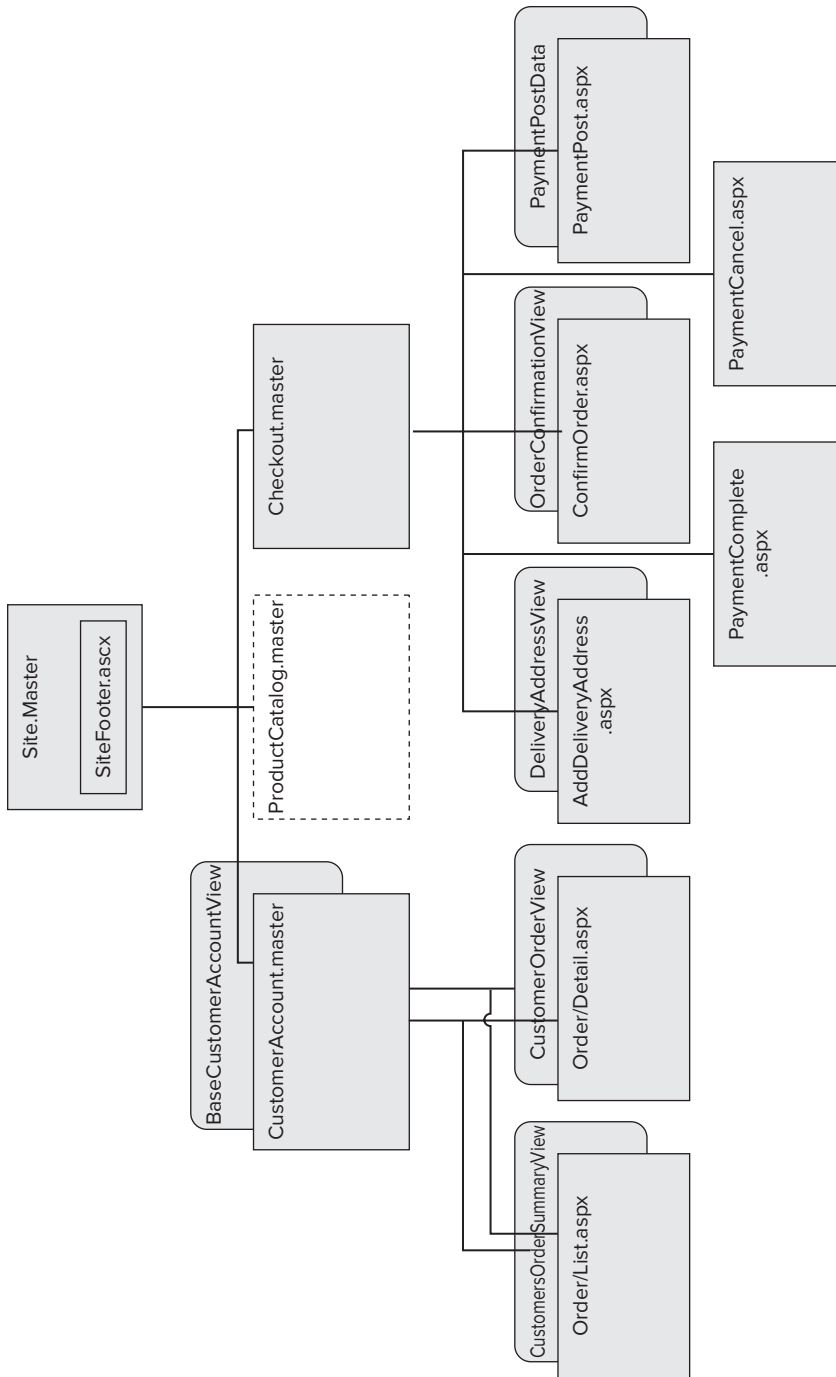 Site.Master
SiteFooter.ascx
BaseCustomerAccountView
CustomerAccount.master
ProductCatalog.master
Checkout.master
CustomersOrderSummaryView
Order/List.aspx
CustomerOrderView
Order/Detail.aspx
DeliveryAddressView
AddDeliveryAddress
.aspx
OrderConfirmationView
ConfirmOrder.aspx
PaymentPostData
PaymentPost.aspx
PaymentComplete
.aspx
PaymentCancel.aspx